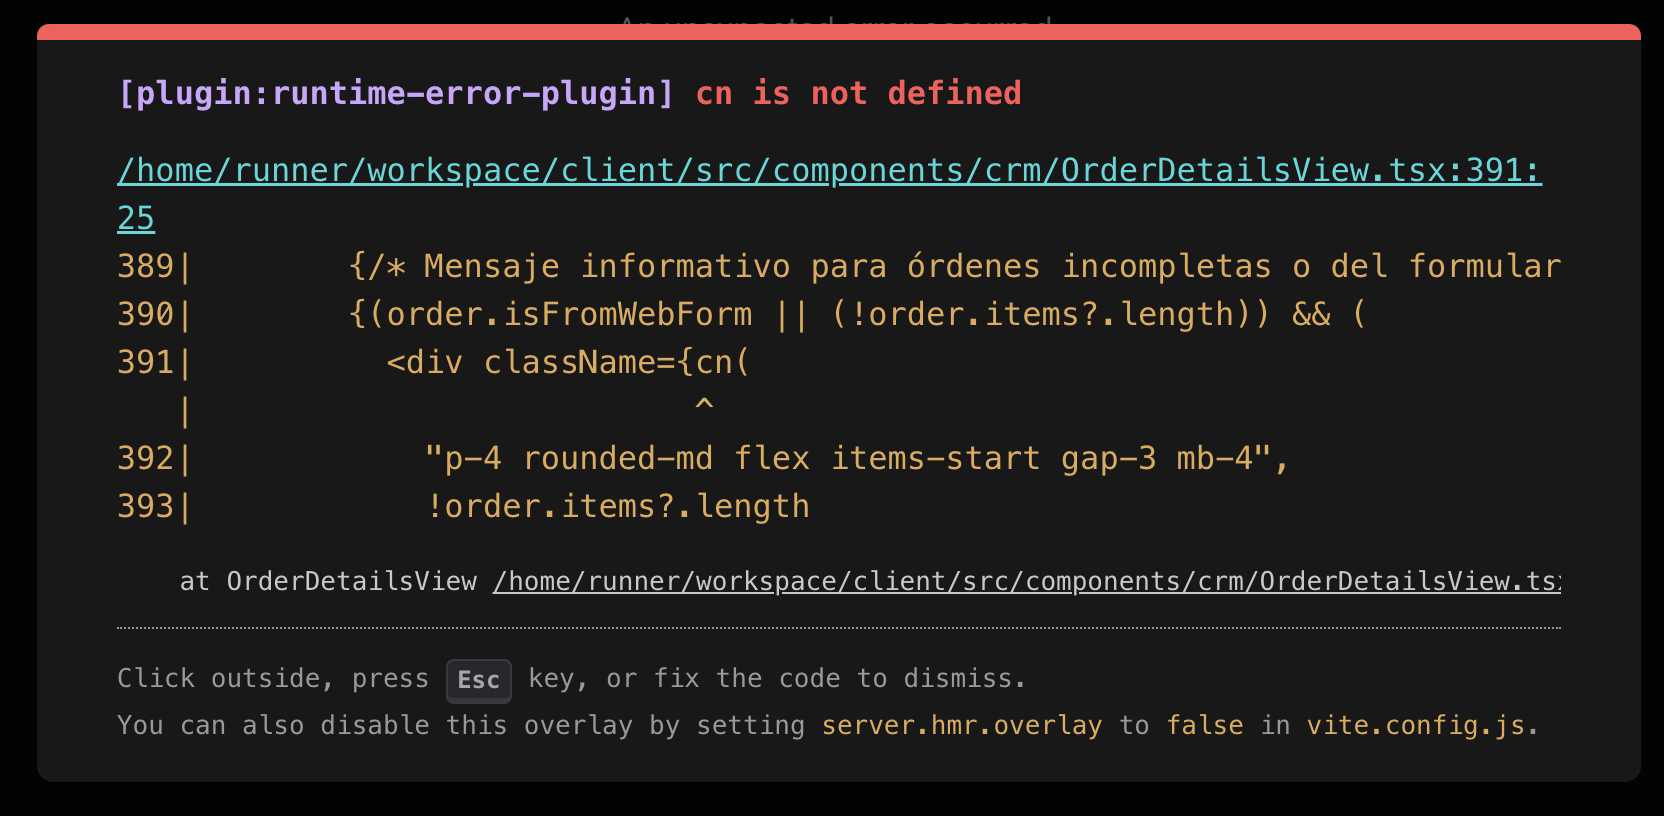 An unexpected error occurred
[plugin:runtime-error-plugin] cn is not defined
/home/runner/workspace/client/src/components/crm/OrderDetailsView.tsx:391:
25
389|        {/* Mensaje informativo para órdenes incompletas o del formular
390|        {(order.isFromWebForm || (!order.items?.length)) && (
391|          <div className={cn(
   |                          ^
392|            "p-4 rounded-md flex items-start gap-3 mb-4",
393|            !order.items?.length
at OrderDetailsView /home/runner/workspace/client/src/components/crm/OrderDetailsView.tsx
Click outside, press Esc key, or fix the code to dismiss.
You can also disable this overlay by setting server.hmr.overlay to false in vite.config.js.